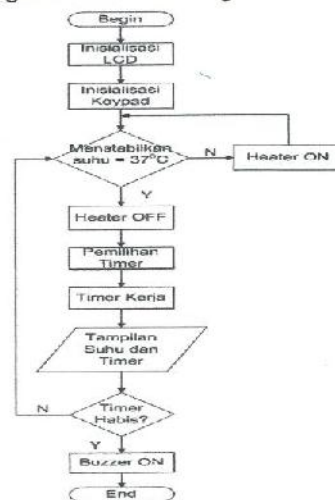 Begin
Inisialisasi
LCD
Inisialisasi
Keypad
Menstabilkan
suhu = 37°C
N
Heater ON
Y
Heater OFF
Pemilihan
Timer
Timer Kerja
Tampilan
Suhu dan
Timer
N
Timer
Habis?
Y
Buzzer ON
End